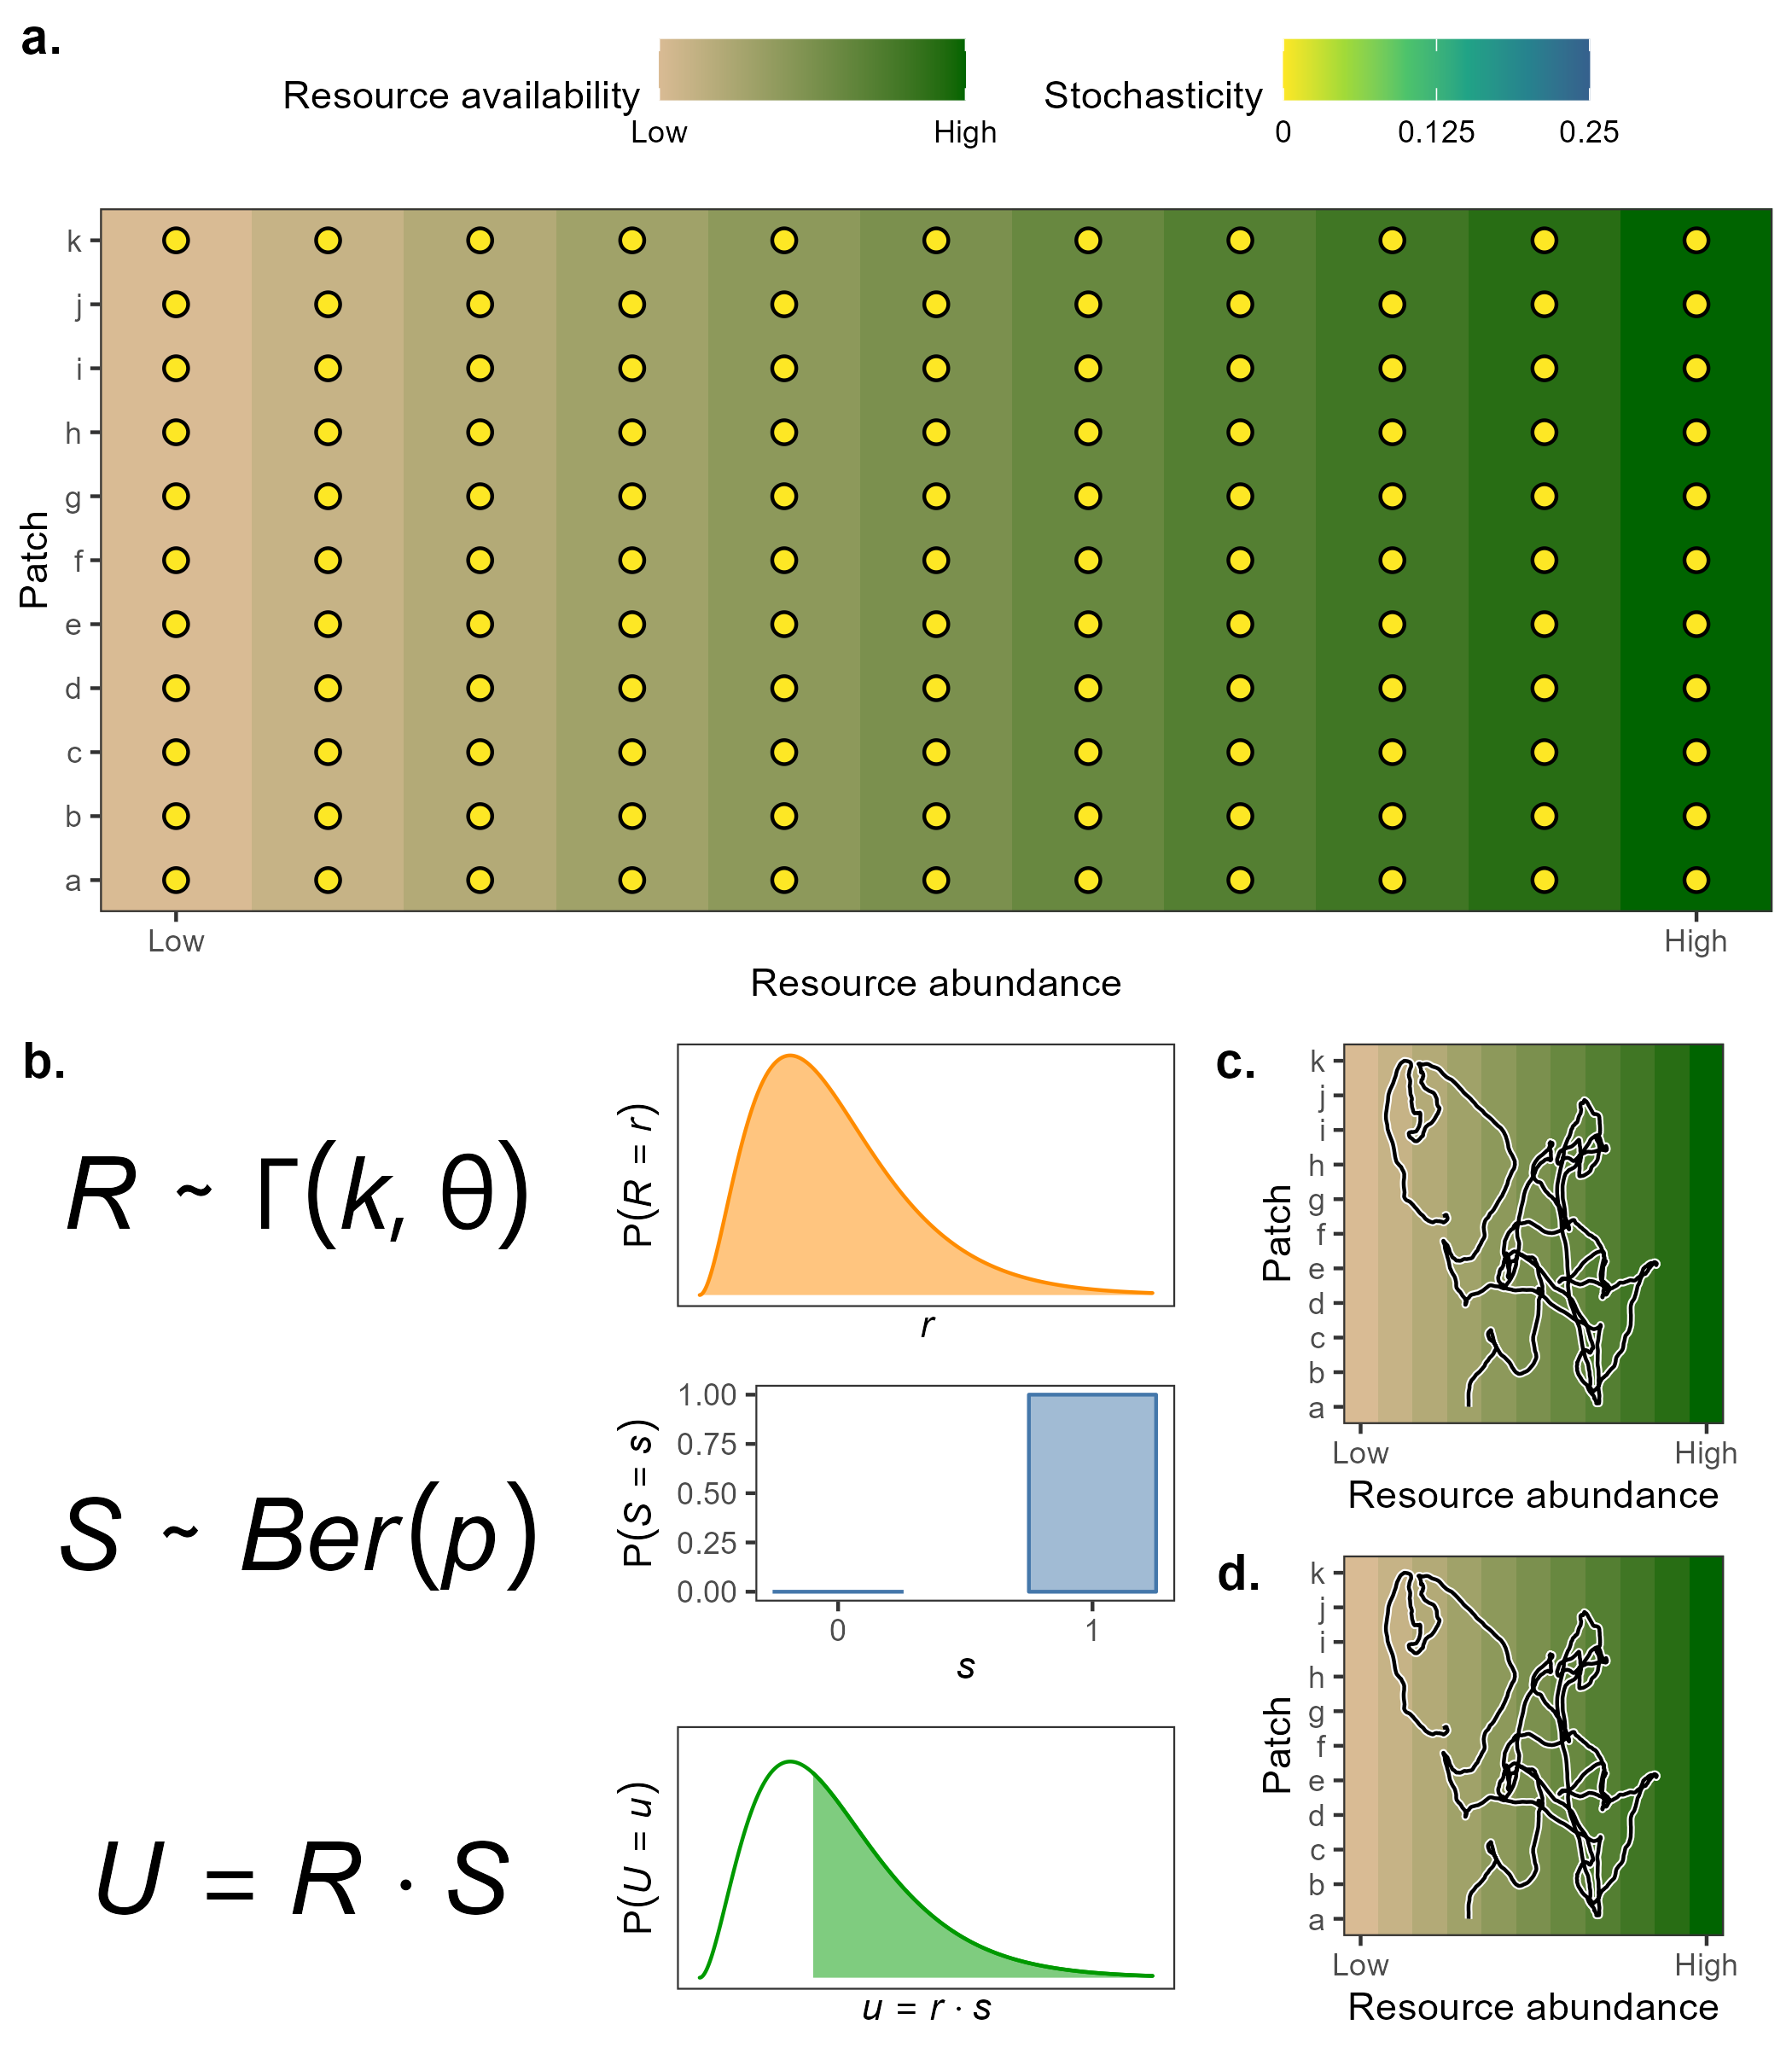 a.
Resource availability
Low
High
Stochasticity
0
0.125
0.25
Patch
k
j
i
h
g
f
e
d
c
b
a
Low
High
Resource abundance
b.
R ~ Γ(k, θ)
P(R = r)
r
S ~ Ber(p)
P(S = s)
1.00
0.75
0.50
0.25
0.00
0
1
s
U = R · S
P(U = u)
u = r · s
c.
Patch
k
j
i
h
g
f
e
d
c
b
a
Low
High
Resource abundance
d.
Patch
k
j
i
h
g
f
e
d
c
b
a
Low
High
Resource abundance